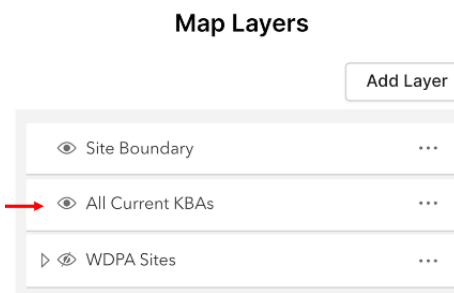 Map Layers
Add Layer
Site Boundary
All Current KBAs
WDPA Sites